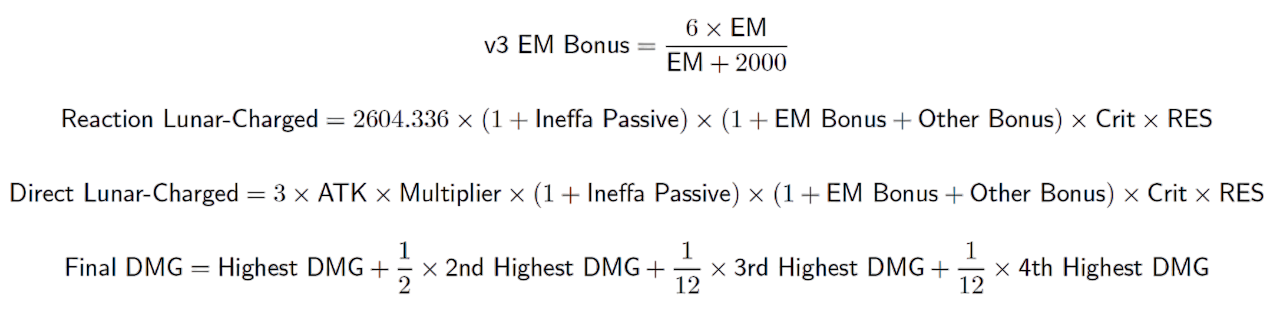 v3 EM Bonus = 6 × EM / EM + 2000
Reaction Lunar-Charged = 2604.336 × (1 + Ineffa Passive) × (1 + EM Bonus + Other Bonus) × Crit × RES
Direct Lunar-Charged = 3 × ATK × Multiplier × (1 + Ineffa Passive) × (1 + EM Bonus + Other Bonus) × Crit × RES
Final DMG = Highest DMG + 1/2 × 2nd Highest DMG + 1/12 × 3rd Highest DMG + 1/12 × 4th Highest DMG